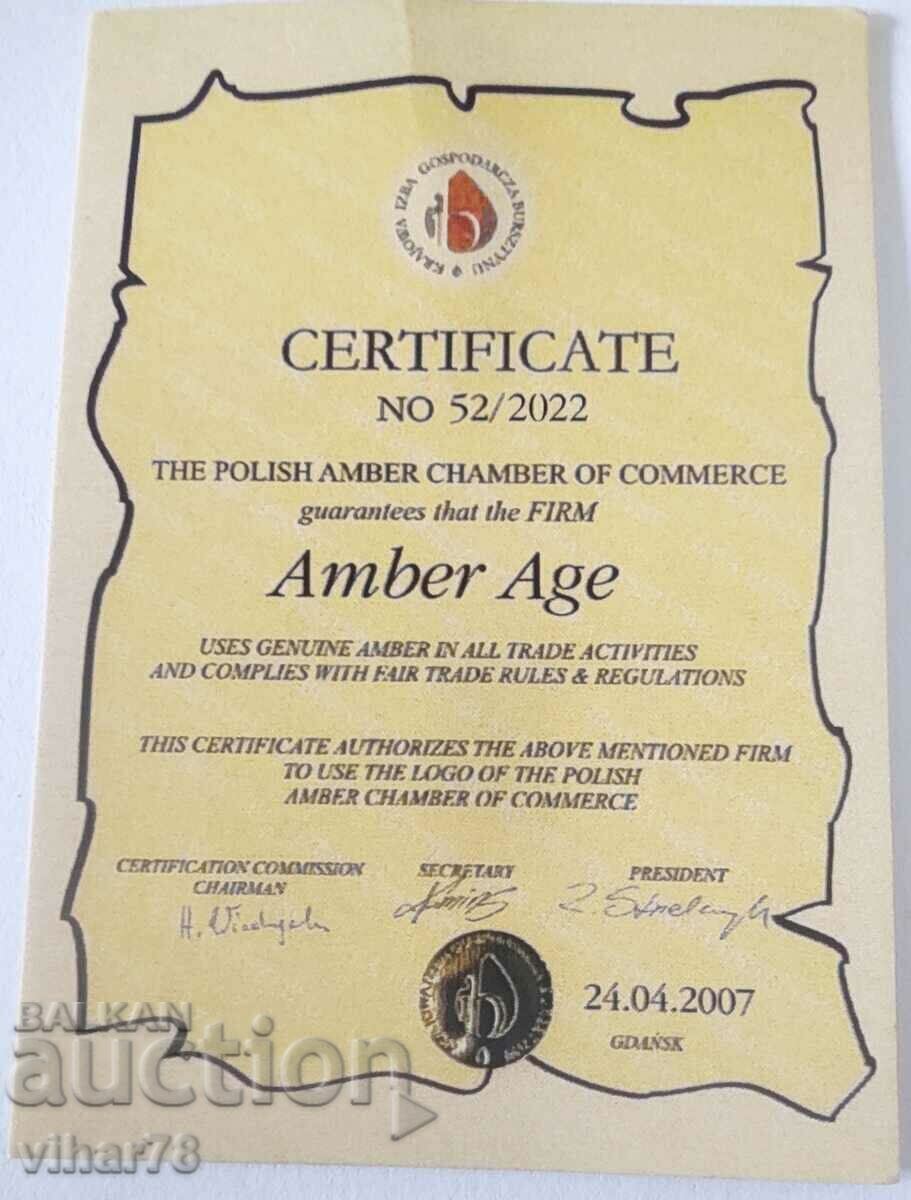 KRAJOWA IZBA GOSPODARCZA BURSZTYNU
CERTIFICATE
NO 52/2022
THE POLISH AMBER CHAMBER OF COMMERCE
guarantees that the FIRM
Amber Age
USES GENUINE AMBER IN ALL TRADE ACTIVITIES
AND COMPLIES WITH FAIR TRADE RULES & REGULATIONS
THIS CERTIFICATE AUTHORIZES THE ABOVE MENTIONED FIRM
TO USE THE LOGO OF THE POLISH
AMBER CHAMBER OF COMMERCE
CERTIFICATION COMMISSION CHAIRMAN
SECRETARY
PRESIDENT
24.04.2007
GDAŃSK
BALKAN
auction
vihar78